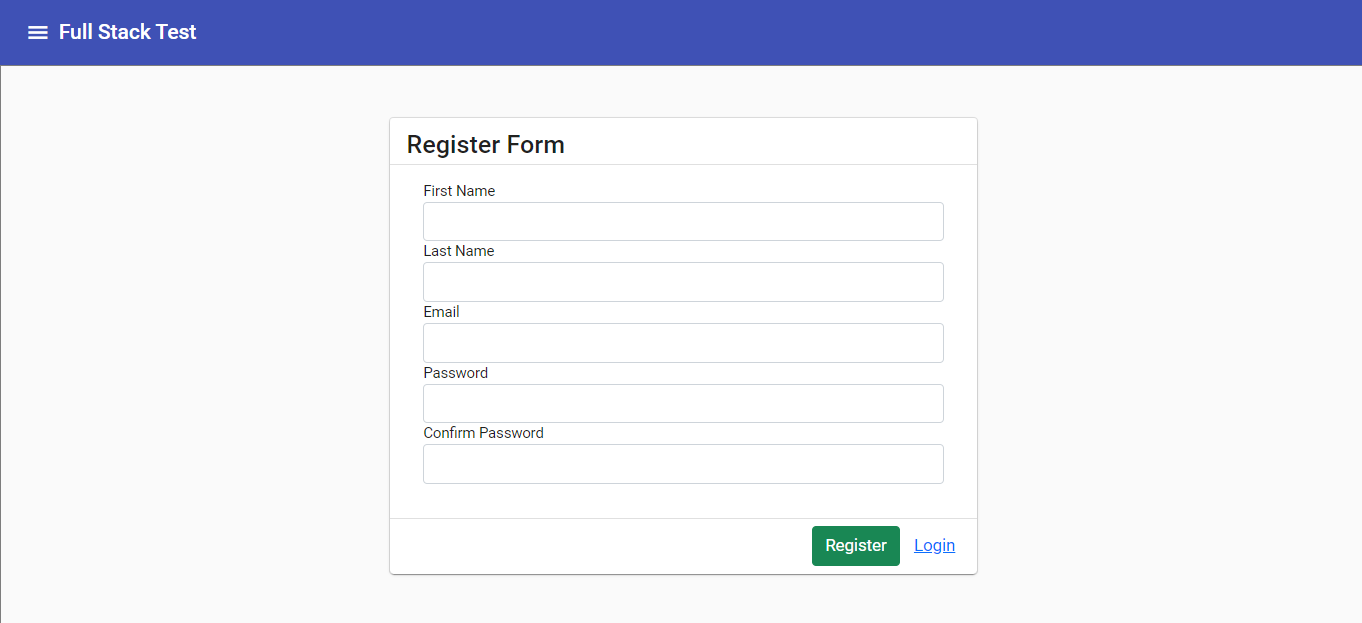 Full Stack Test
Register Form
First Name
Last Name
Email
Password
Confirm Password
Register Login